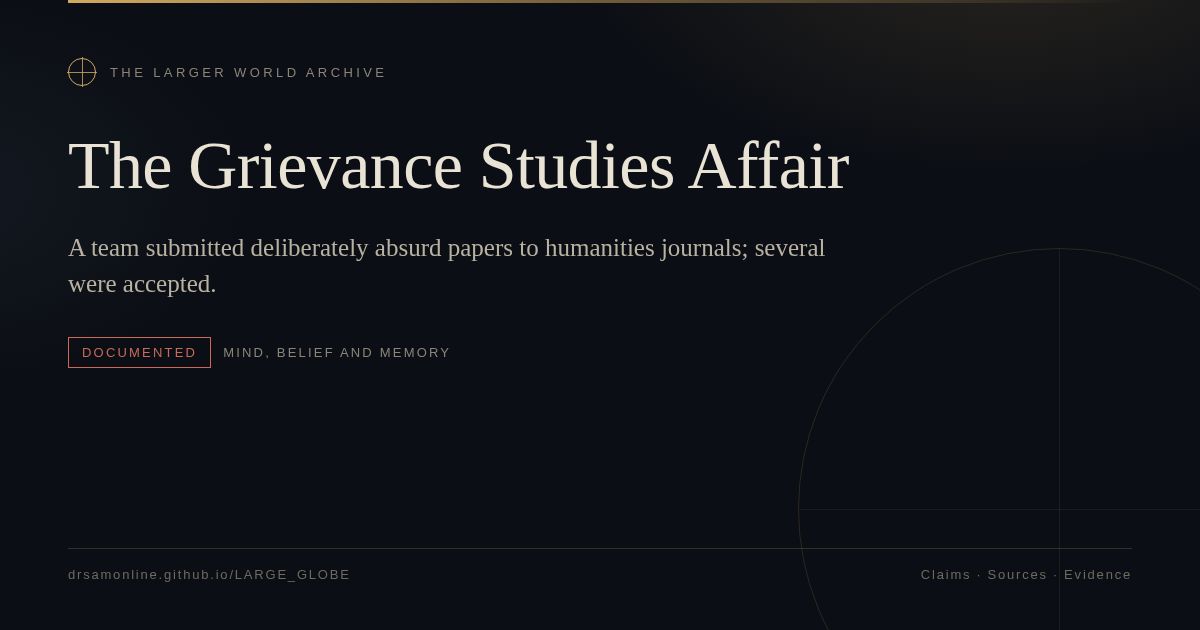 THE LARGER WORLD ARCHIVE
The Grievance Studies Affair
A team submitted deliberately absurd papers to humanities journals; several
were accepted.
DOCUMENTED MIND, BELIEF AND MEMORY
drsamonline.github.io/LARGE_GLOBE Claims · Sources · Evidence